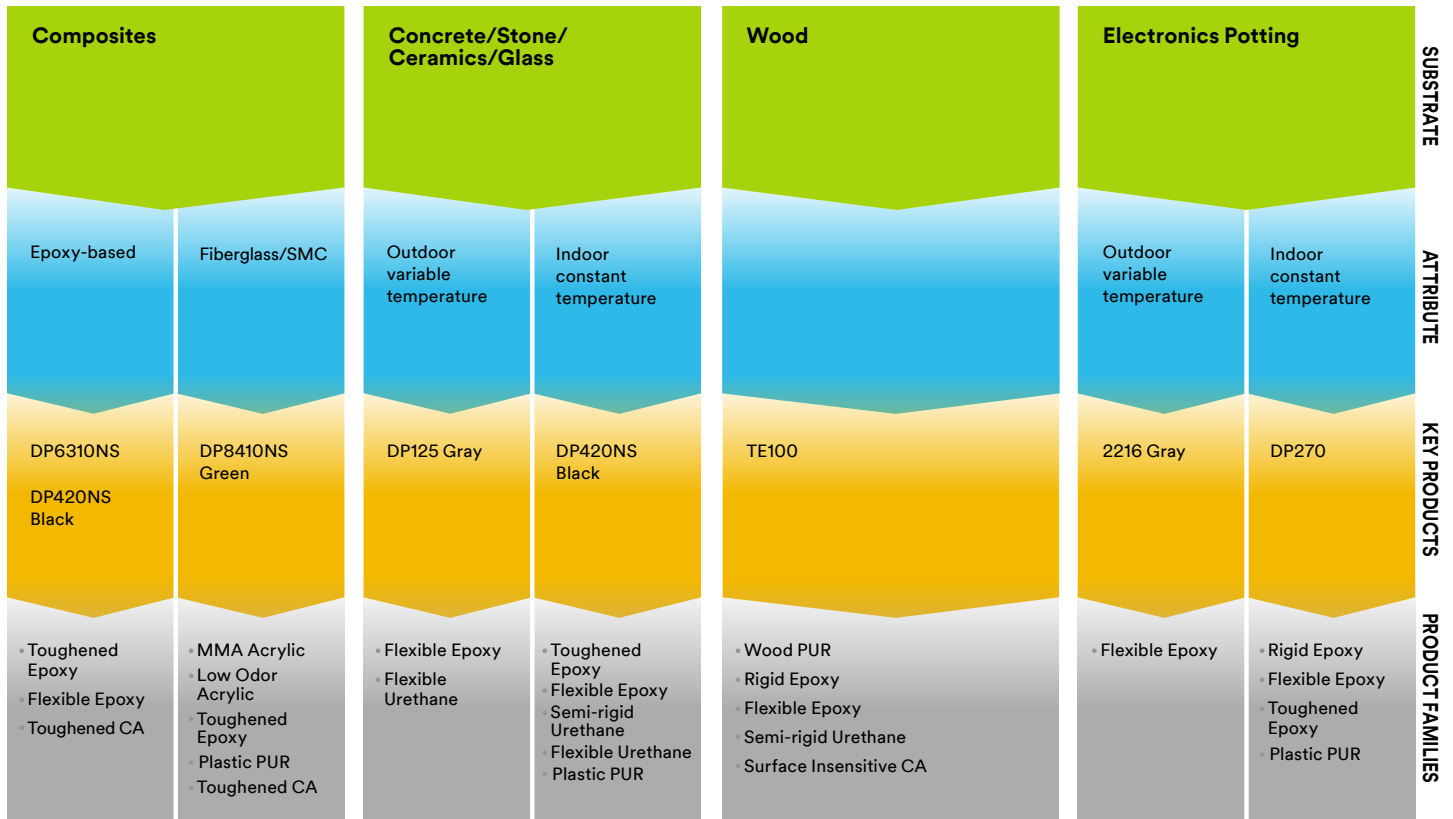 Composites
Concrete/Stone/
Ceramics/Glass
Wood
Electronics Potting
SUBSTRATE
Epoxy-based
Fiberglass/SMC
Outdoor
variable
temperature
Indoor
constant
temperature
Outdoor
variable
temperature
Indoor
constant
temperature
ATTRIBUTE
DP6310NS
DP420NS
Black
DP8410NS
Green
DP125 Gray
DP420NS
Black
TE100
2216 Gray
DP270
KEY PRODUCTS
• Toughened
Epoxy
• Flexible Epoxy
• Toughened CA
• MMA Acrylic
• Low Odor
Acrylic
• Toughened
Epoxy
• Plastic PUR
• Toughened CA
• Flexible Epoxy
• Flexible
Urethane
• Toughened
Epoxy
• Flexible Epoxy
• Semi-rigid
Urethane
• Flexible Urethane
• Plastic PUR
• Wood PUR
• Rigid Epoxy
• Flexible Epoxy
• Semi-rigid Urethane
• Surface Insensitive CA
• Flexible Epoxy
• Rigid Epoxy
• Flexible Epoxy
• Toughened
Epoxy
• Plastic PUR
PRODUCT FAMILIES